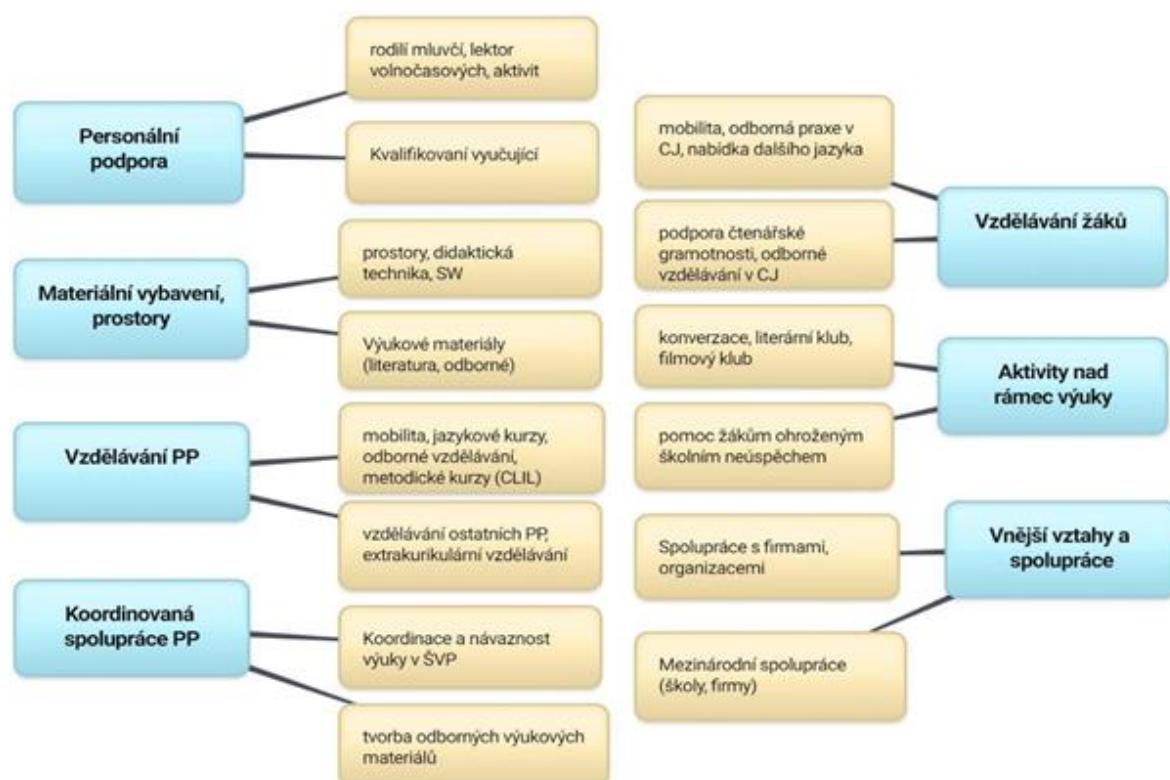 Personální
podpora
rodilí mluvčí, lektor
volnočasových, aktivit
Kvalifikovaní vyučující
Materiální vybavení,
prostory
prostory, didaktická
technika, SW
Výukové materiály
(literatura, odborné)
Vzdělávání PP
mobilita, jazykové kurzy,
odborné vzdělávání,
metodické kurzy (CLIL)
vzdělávání ostatních PP,
extrakurikulární vzdělávání
Koordinovaná
spolupráce PP
Koordinace a návaznost
výuky v ŠVP
tvorba odborných výukových
materiálů
mobilita, odborná praxe v
CJ, nabídka dalšího jazyka
podpora čtenářské
gramotnosti, odborné
vzdělávání v CJ
Vzdělávání žáků
konverzace, literární klub,
filmový klub
pomoc žákům ohroženým
školním neúspěchem
Aktivity nad
rámec výuky
Spolupráce s firmami,
organizacemi
Mezinárodní spolupráce
(školy, firmy)
Vnější vztahy a
spolupráce